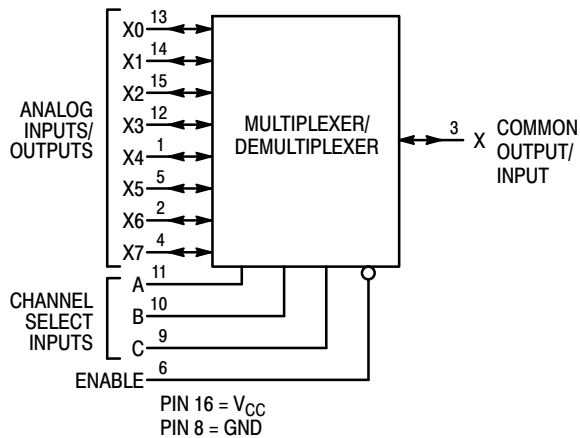 X0 13
X1 14
X2 15
X3 12
X4 1
X5 5
X6 2
X7 4
ANALOG
INPUTS/
OUTPUTS
MULTIPLEXER/
DEMULTIPLEXER
3 X
COMMON
OUTPUT/
INPUT
A 11
B 10
C 9
CHANNEL
SELECT
INPUTS
ENABLE 6
PIN 16 = VCC
PIN 8 = GND